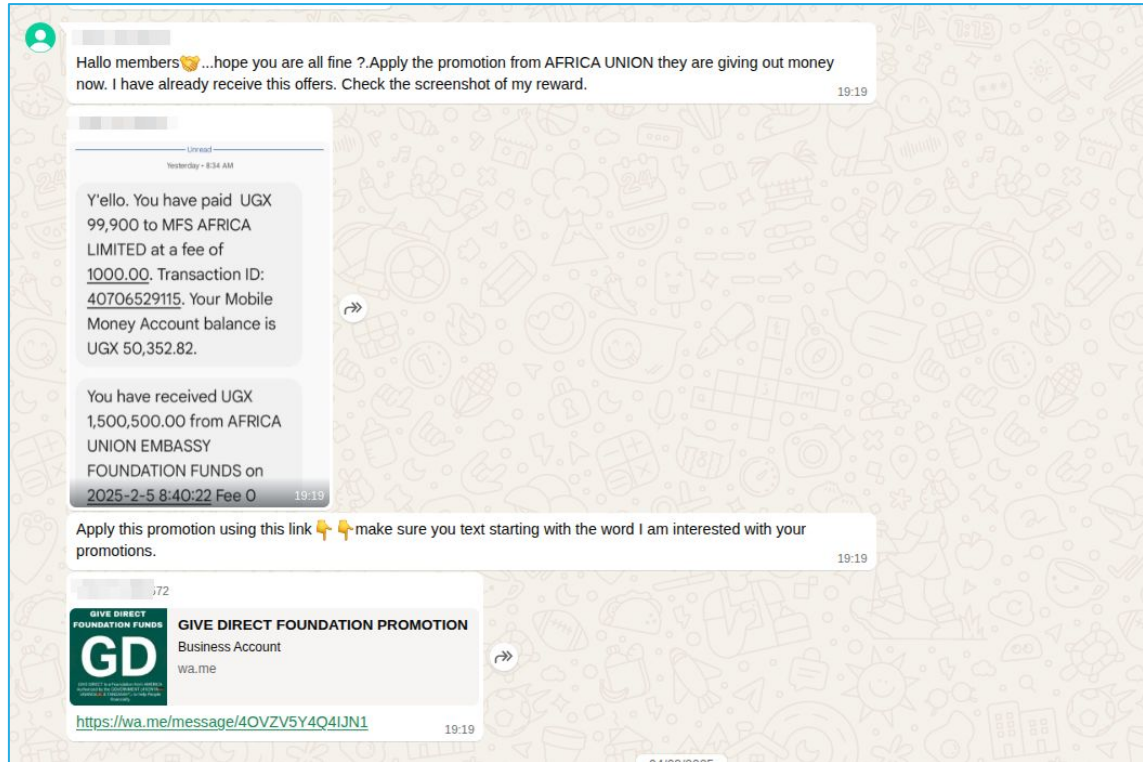 Hallo members🤝...hope you are all fine ?.Apply the promotion from AFRICA UNION they are giving out money
now. I have already receive this offers. Check the screenshot of my reward.
19:19
Unread
Yesterday • 8:34 AM
Y'ello. You have paid UGX
99,900 to MFS AFRICA
LIMITED at a fee of
1000.00. Transaction ID:
40706529115. Your Mobile
Money Account balance is
UGX 50,352.82.
You have received UGX
1,500,500.00 from AFRICA
UNION EMBASSY
FOUNDATION FUNDS on
2025-2-5 8:40:22 Fee 0
19:19
Apply this promotion using this link👇👇make sure you text starting with the word I am interested with your
promotions.
19:19
72
GIVE DIRECT
FOUNDATION FUNDS
GD
GIVE DIRECT FOUNDATION PROMOTION
Business Account
wa.me
https://wa.me/message/4OVZV5Y4Q4IJN1
19:19